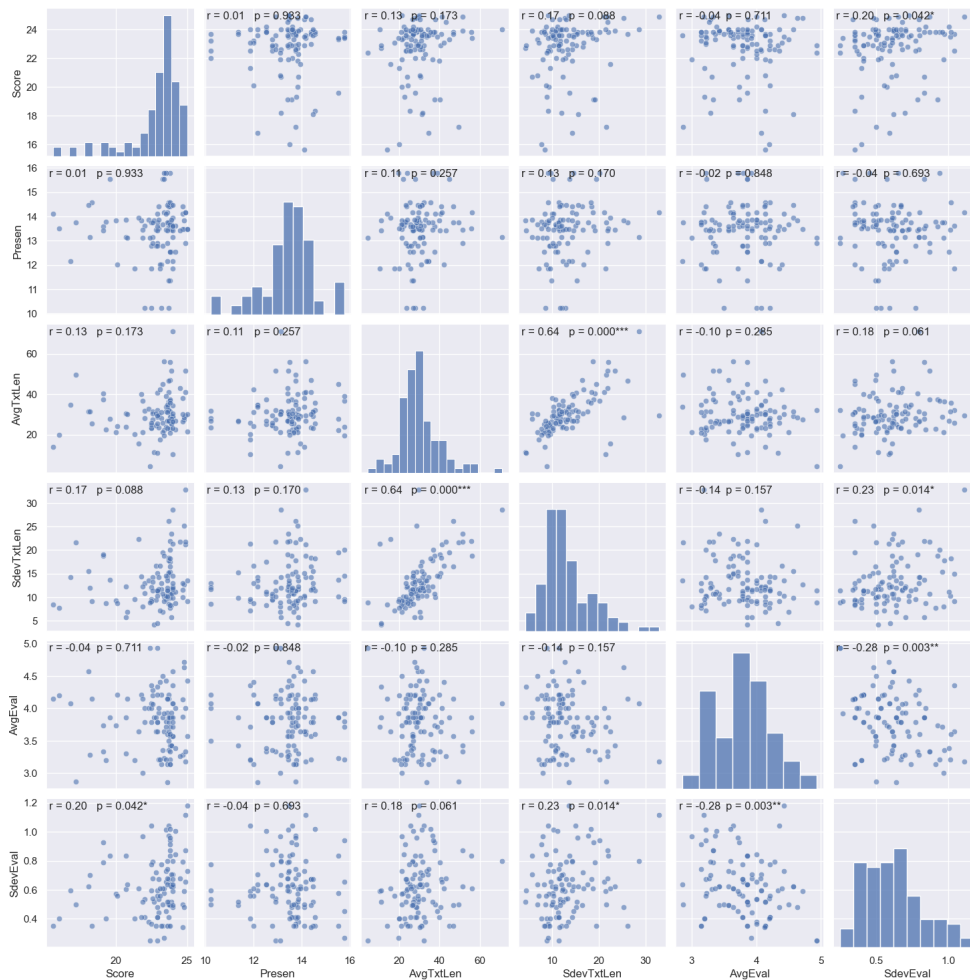 r = 0.01 p = 0.933
r = 0.13 p = 0.173
r = 0.17 p = 0.088
r = -0.04 p = 0.711
r = 0.20 p = 0.042*
24
22
20
18
16
Score
r = 0.01 p = 0.933
r = 0.11 p = 0.257
r = 0.13 p = 0.170
r = -0.02 p = 0.848
r = -0.04 p = 0.693
16
15
14
13
12
11
10
Presen
r = 0.13 p = 0.173
r = 0.11 p = 0.257
r = 0.64 p = 0.000***
r = -0.10 p = 0.285
r = 0.18 p = 0.061
60
40
20
AvgTxtLen
r = 0.17 p = 0.088
r = 0.13 p = 0.170
r = 0.64 p = 0.000***
r = -0.14 p = 0.157
r = 0.23 p = 0.014*
30
25
20
15
10
5
SdevTxtLen
r = -0.04 p = 0.711
r = -0.02 p = 0.848
r = -0.10 p = 0.285
r = -0.14 p = 0.157
r = -0.28 p = 0.003**
5.0
4.5
4.0
3.5
3.0
AvgEval
r = 0.20 p = 0.042*
r = -0.04 p = 0.693
r = 0.18 p = 0.061
r = 0.23 p = 0.014*
r = -0.28 p = 0.003**
1.2
1.0
0.8
0.6
0.4
SdevEval
20 25
10 12 14 16
0 20 40 60
10 20 30
3 4 5
0.5 1.0
Score
Presen
AvgTxtLen
SdevTxtLen
AvgEval
SdevEval